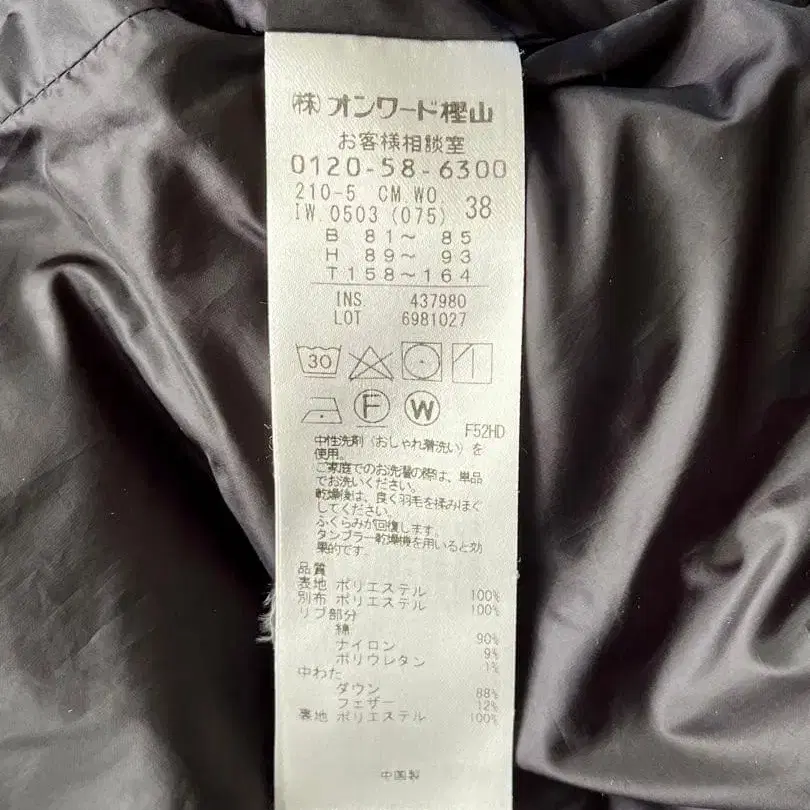 (株)オンワード樫山
お客様相談室
0120-58-6300
210-5 CM WO
IW 0503 (075) 38
B 81〜 85
H 89〜 93
T 158〜164
INS. 437980
LOT 6981027
30
F W
F52HD
中性洗剤(おしゃれ着洗い)を
使用。
ご家庭でのお洗濯の際は、単品
でお洗いください。
乾燥後は、良く羽毛を揉みほぐ
してください。
ふくらみが回復します。
タンブラー乾燥機を用いると効
果的です。
品質
表地 ポリエステル 100%
別布 ポリエステル 100%
リブ部分
綿 90%
ナイロン 9%
ポリウレタン 1%
中わた
ダウン 88%
フェザー 12%
裏地 ポリエステル 100%
中国製